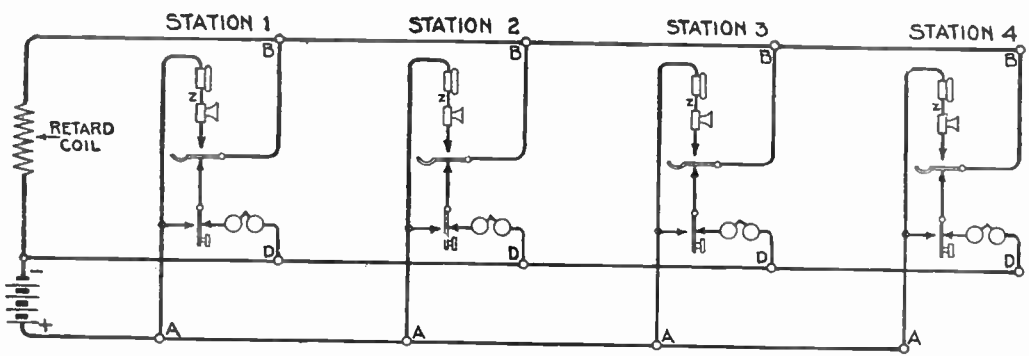 STATION 1
STATION 2
STATION 3
STATION 4
B
B
B
B
N
N
N
N
RETARD
COIL
D
D
D
D
-
+
A
A
A
A